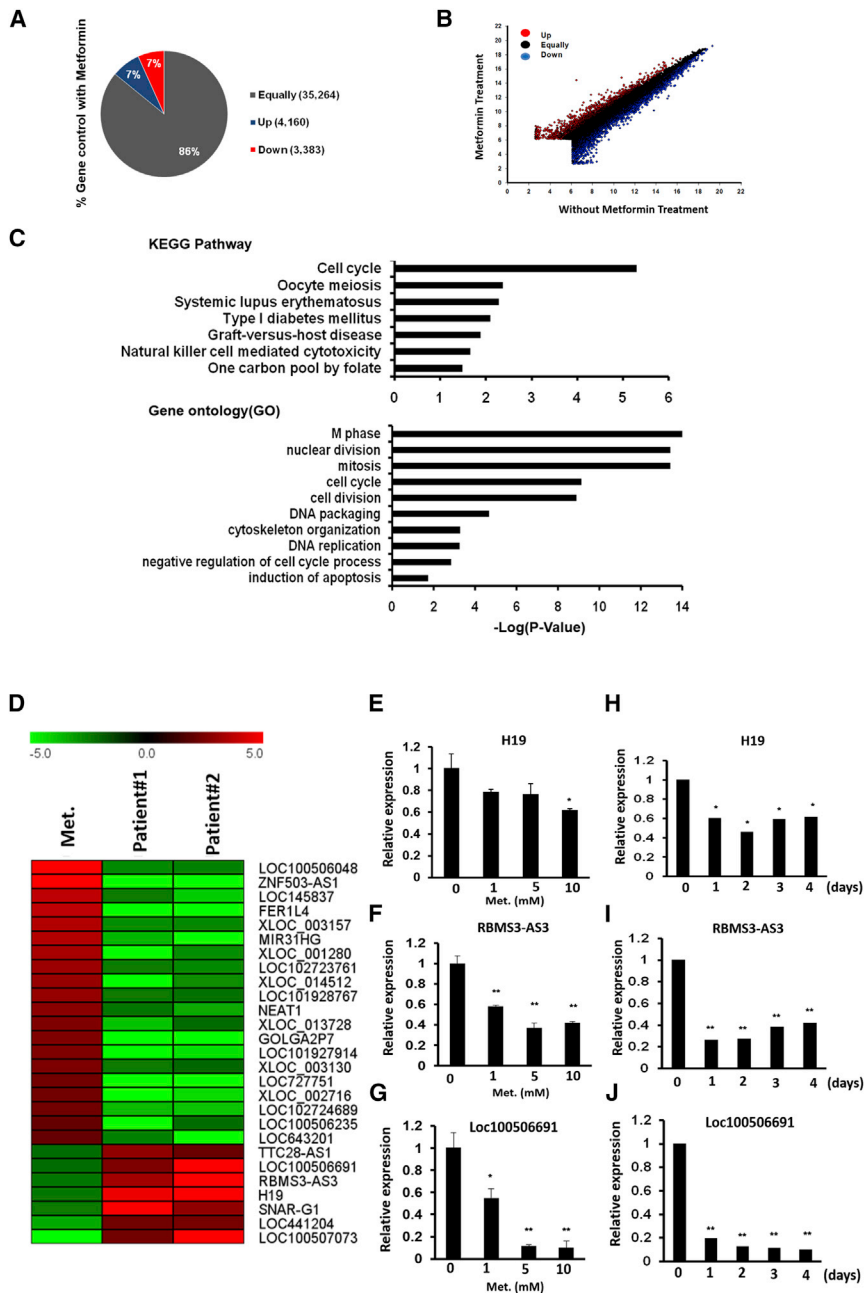 A
% Gene control with Metformin
7%
7%
86%
Equally (35,264)
Up (4,160)
Down (3,383)
B
Metformin Treatment
22
20
18
16
14
12
10
8
6
4
2
0
Up
Equally
Down
0 2 4 6 8 10 12 14 16 18 20 22
Without Metformin Treatment
C
KEGG Pathway
Cell cycle
Oocyte meiosis
Systemic lupus erythematosus
Type I diabetes mellitus
Graft-versus-host disease
Natural killer cell mediated cytotoxicity
One carbon pool by folate
0 1 2 3 4 5 6
Gene ontology(GO)
M phase
nuclear division
mitosis
cell cycle
cell division
DNA packaging
cytoskeleton organization
DNA replication
negative regulation of cell cycle process
induction of apoptosis
0 2 4 6 8 10 12 14
-Log(P-Value)
D
-5.0 0.0 5.0
Met.
Patient#1
Patient#2
LOC100506048
ZNF503-AS1
LOC145837
FER1L4
XLOC_003157
MIR31HG
XLOC_001280
LOC102723761
XLOC_014512
LOC101928767
NEAT1
XLOC_013728
GOLGA2P7
LOC101927914
XLOC_003130
LOC727751
XLOC_002716
LOC102724689
LOC100506235
LOC643201
TTC28-AS1
LOC100506691
RBMS3-AS3
H19
SNAR-G1
LOC441204
LOC100507073
E
H19
Relative expression
1.2
1
0.8
0.6
0.4
0.2
0
*
0 1 5 10
Met. (mM)
F
RBMS3-AS3
Relative expression
1.2
1
0.8
0.6
0.4
0.2
0
** ** **
0 1 5 10
Met. (mM)
G
Loc100506691
Relative expression
1.2
1
0.8
0.6
0.4
0.2
0
* ** **
0 1 5 10
Met. (mM)
H
H19
Relative expression
1.2
1
0.8
0.6
0.4
0.2
0
* * * *
0 1 2 3 4 (days)
I
RBMS3-AS3
Relative expression
1.2
1
0.8
0.6
0.4
0.2
0
** ** ** **
0 1 2 3 4 (days)
J
Loc100506691
Relative expression
1.2
1
0.8
0.6
0.4
0.2
0
** ** ** **
0 1 2 3 4 (days)